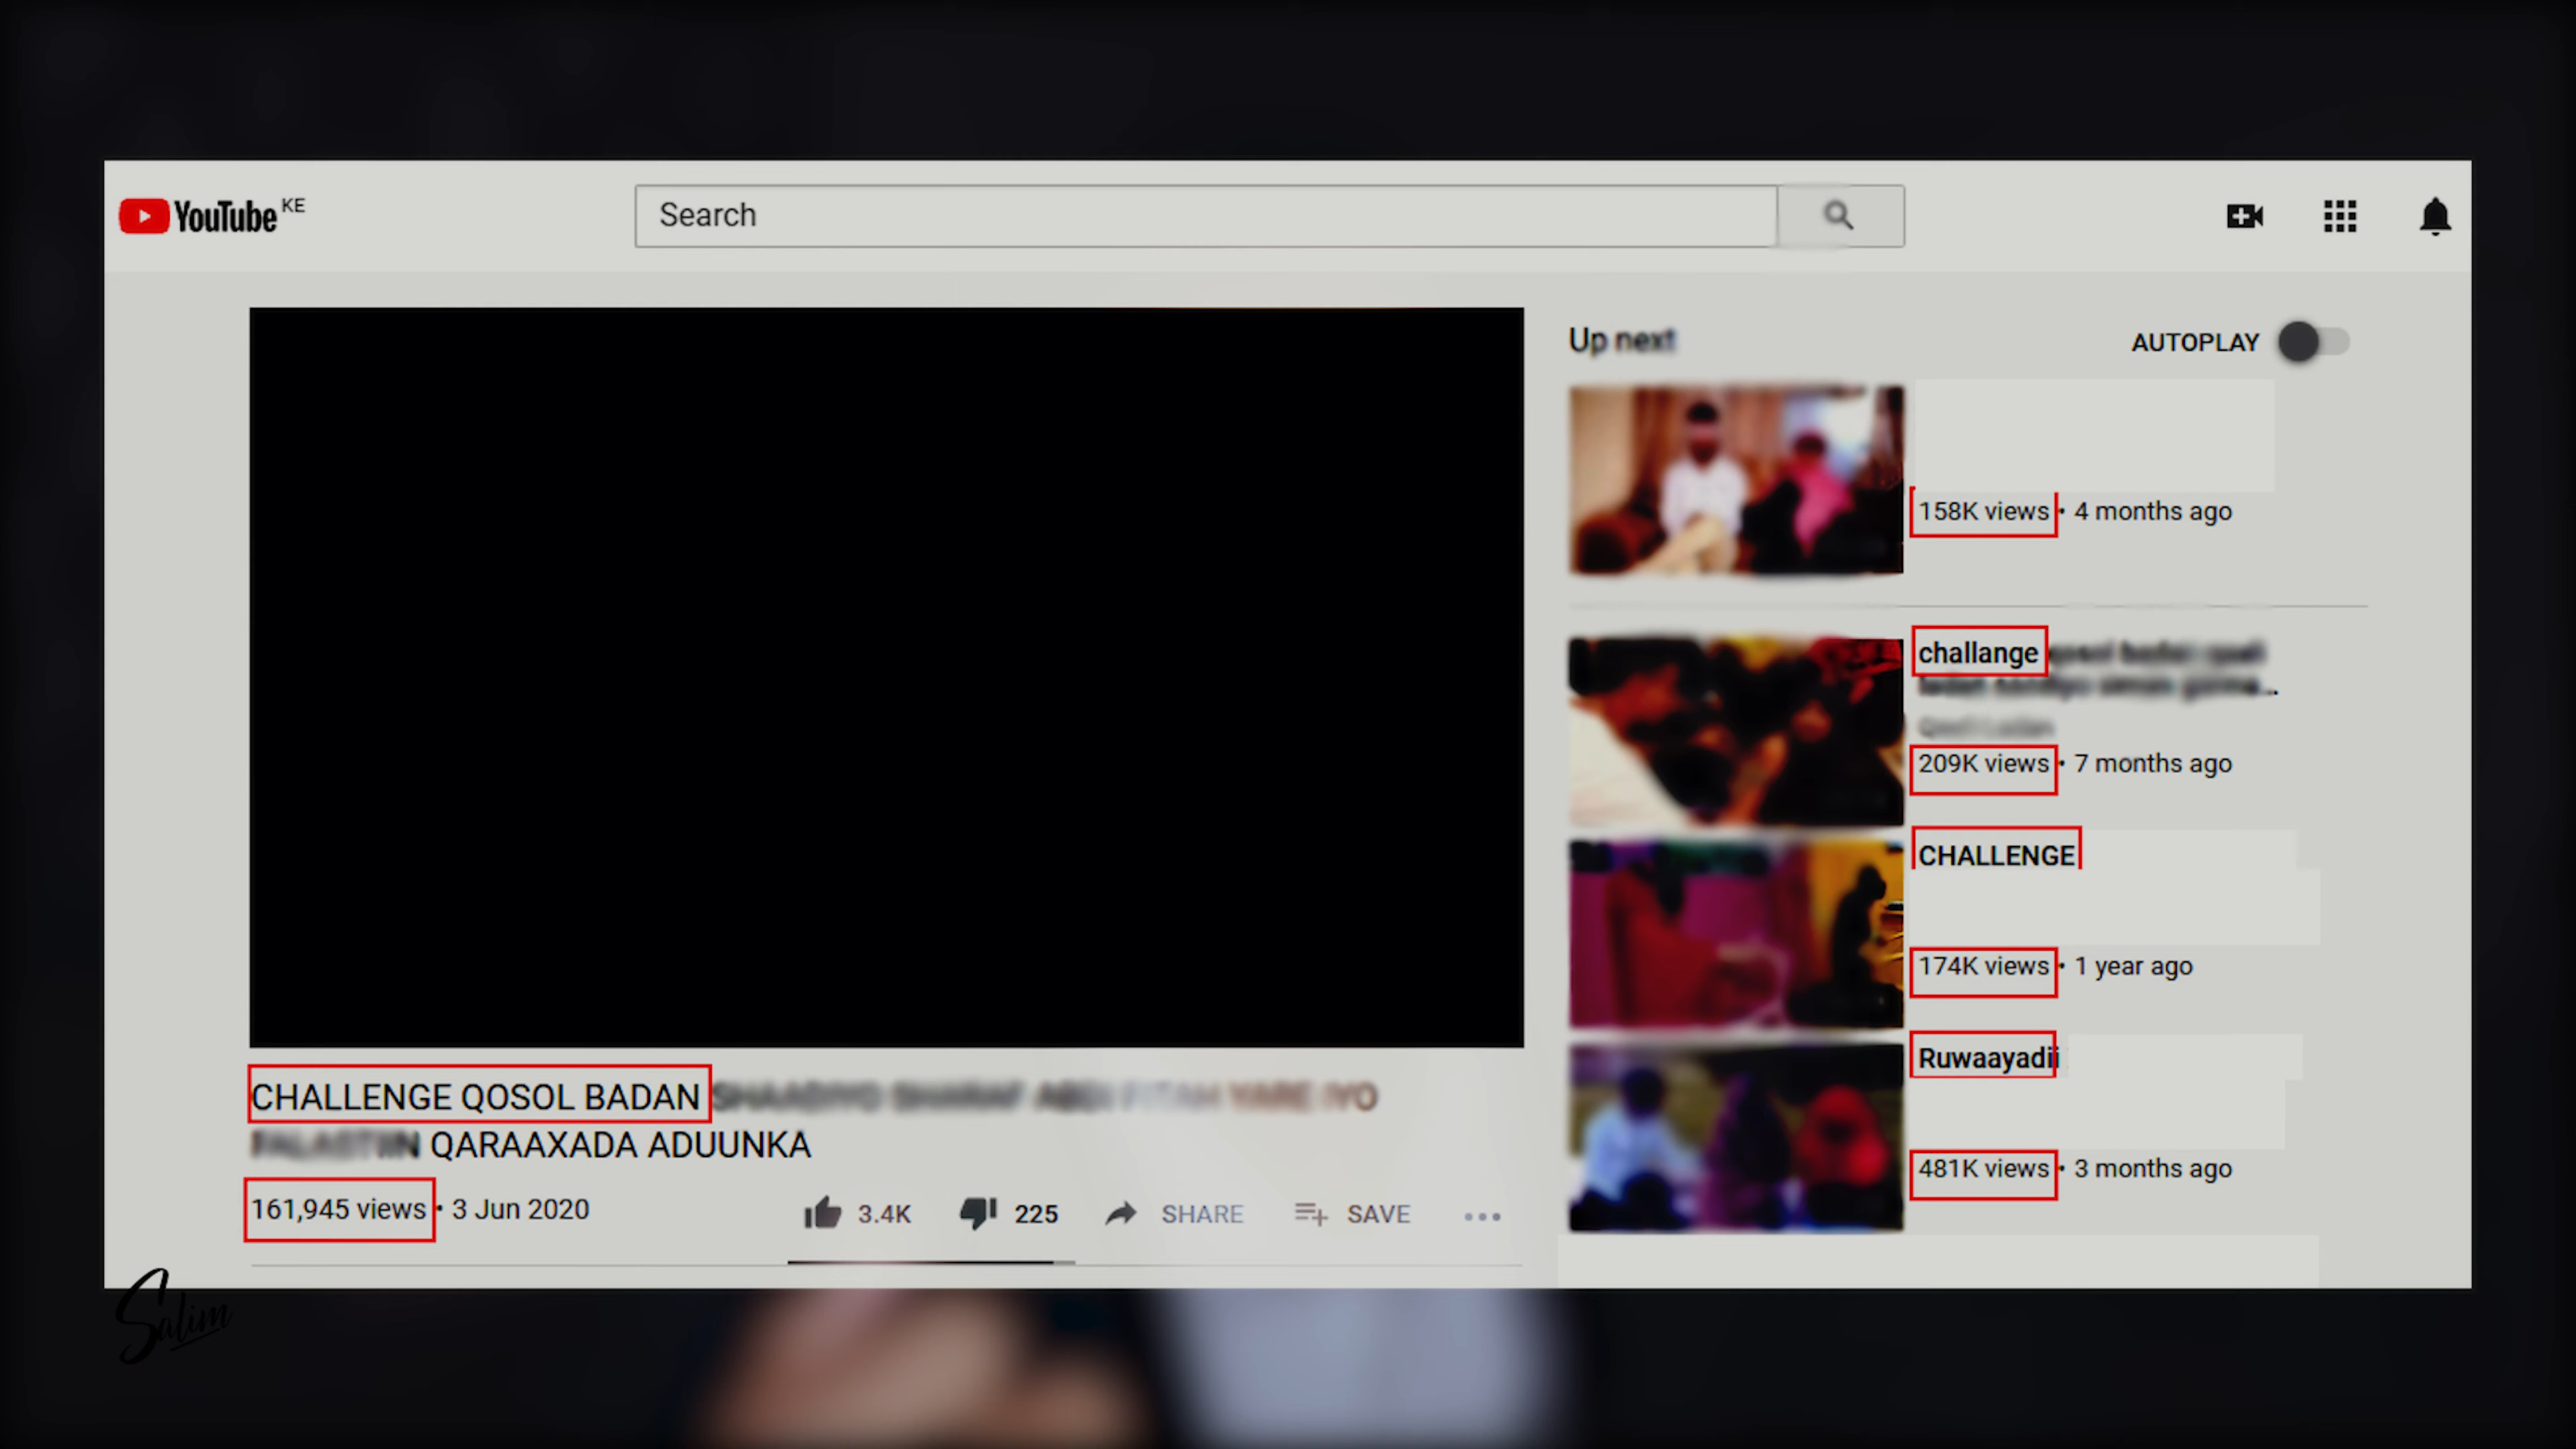 YouTube KE
Search
Up next
AUTOPLAY
158K views • 4 months ago
challange
209K views • 7 months ago
CHALLENGE
174K views • 1 year ago
Ruwaayadii
481K views • 3 months ago
CHALLENGE QOSOL BADAN
QARAAXADA ADUUNKA
161,945 views • 3 Jun 2020
3.4K 225 SHARE SAVE
Salim